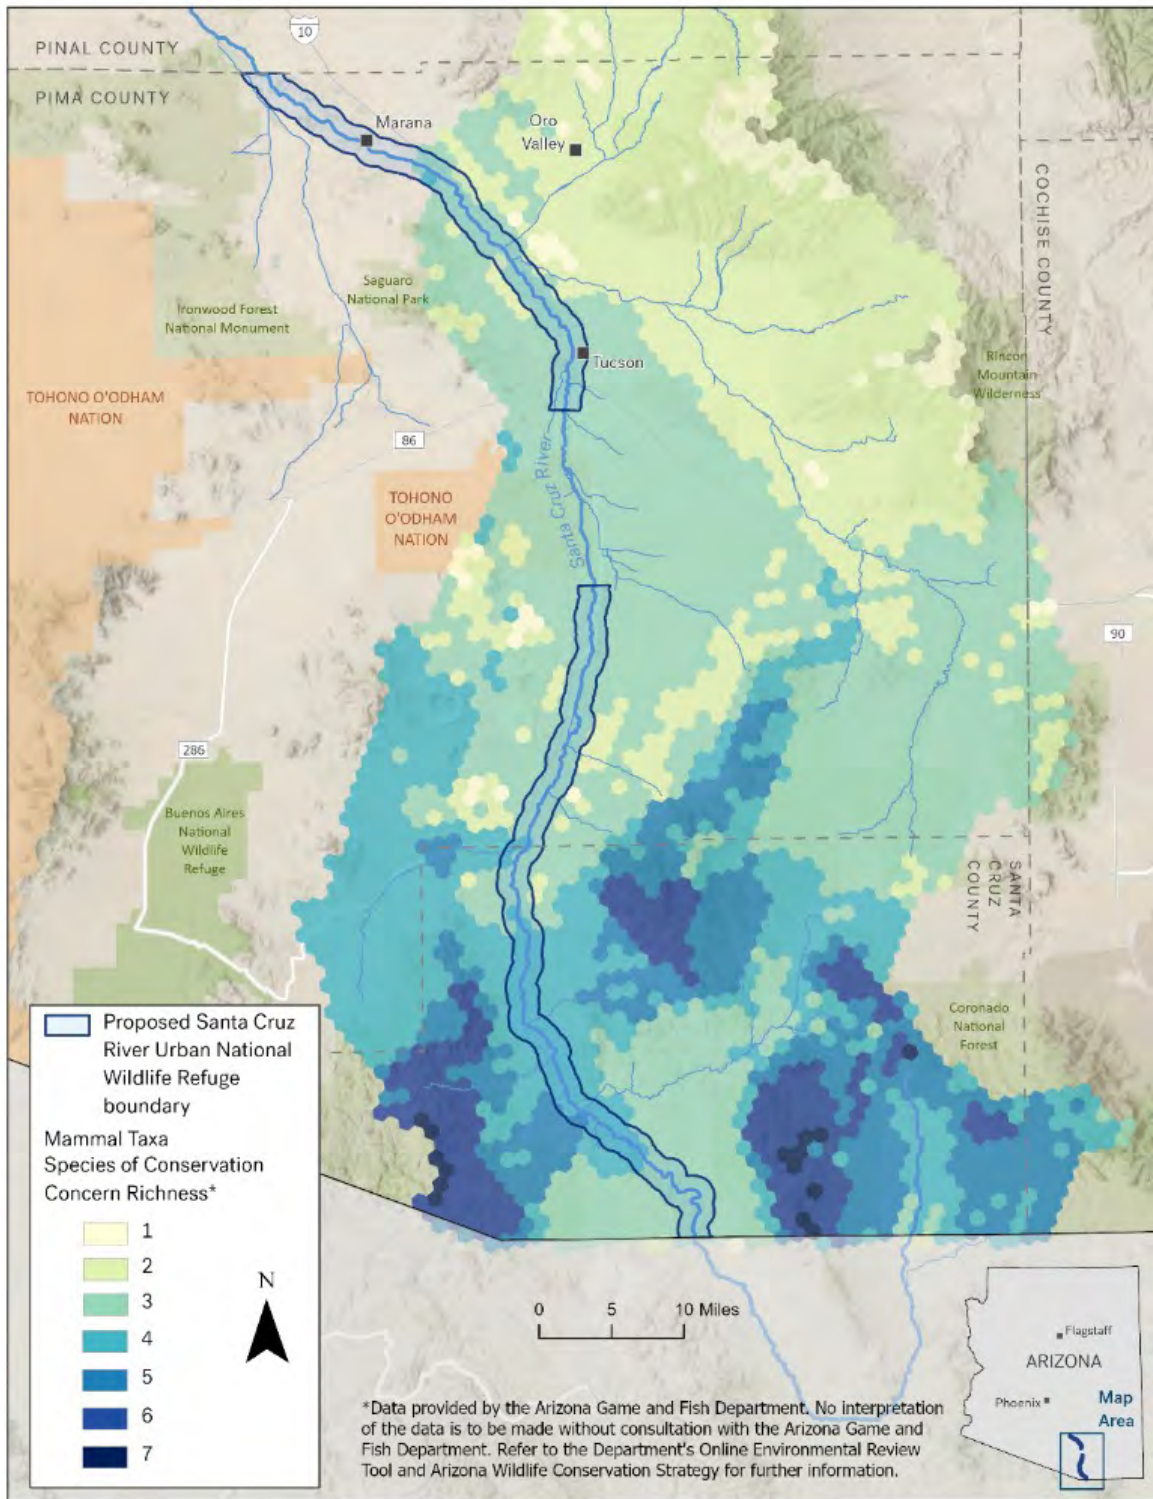 10
PINAL COUNTY
PIMA COUNTY
Marana
Oro
Valley
COCHISE COUNTY
Saguaro
National Park
Ironwood Forest
National Monument
Tucson
Rincon
Mountain
Wilderness
TOHONO O'ODHAM
NATION
86
Santa Cruz River
TOHONO
O'ODHAM
NATION
90
286
Buenos Aires
National
Wildlife
Refuge
SANTA
CRUZ
COUNTY
Coronado
National
Forest
Proposed Santa Cruz
River Urban National
Wildlife Refuge
boundary
Mammal Taxa
Species of Conservation
Concern Richness*
1
2
3
4
5
6
7
N
0 5 10 Miles
Flagstaff
ARIZONA
Phoenix
Map
Area
*Data provided by the Arizona Game and Fish Department. No interpretation
of the data is to be made without consultation with the Arizona Game and
Fish Department. Refer to the Department's Online Environmental Review
Tool and Arizona Wildlife Conservation Strategy for further information.